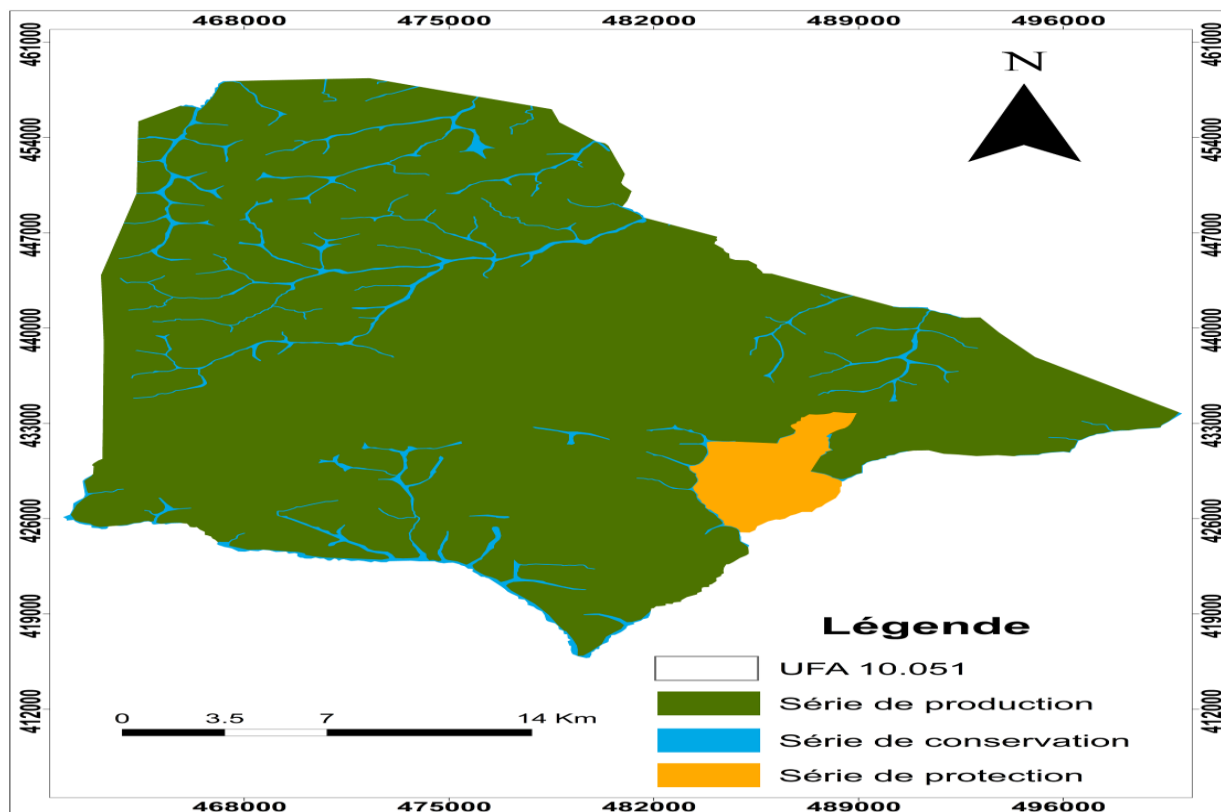 468000 475000 482000 489000 496000
461000 461000
N
454000 454000
447000 447000
440000 440000
433000 433000
426000 426000
419000 419000
Légende
UFA 10.051
Série de production
412000 412000
0 3.5 7 14 Km
Série de conservation
Série de protection
468000 475000 482000 489000 496000